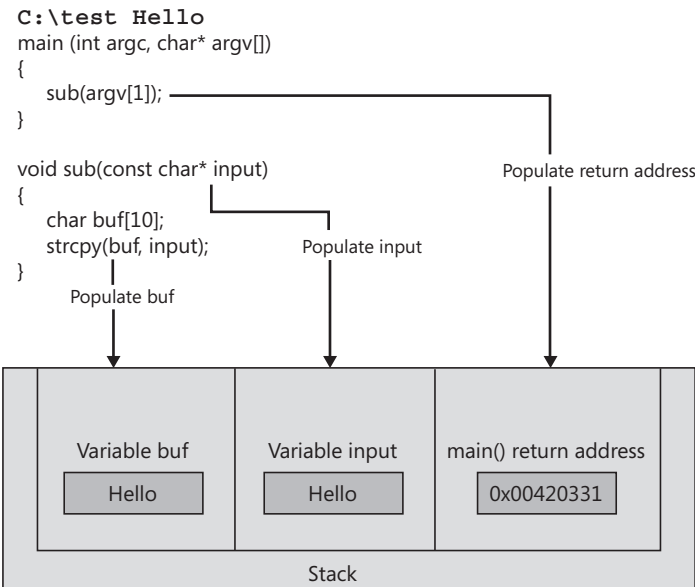 C:\test Hello
main (int argc, char* argv[])
{
sub(argv[1]);
}
void sub(const char* input)
{
char buf[10];
strcpy(buf, input);
}
Populate return address
Populate input
Populate buf
Variable buf
Hello
Variable input
Hello
main() return address
0x00420331
Stack